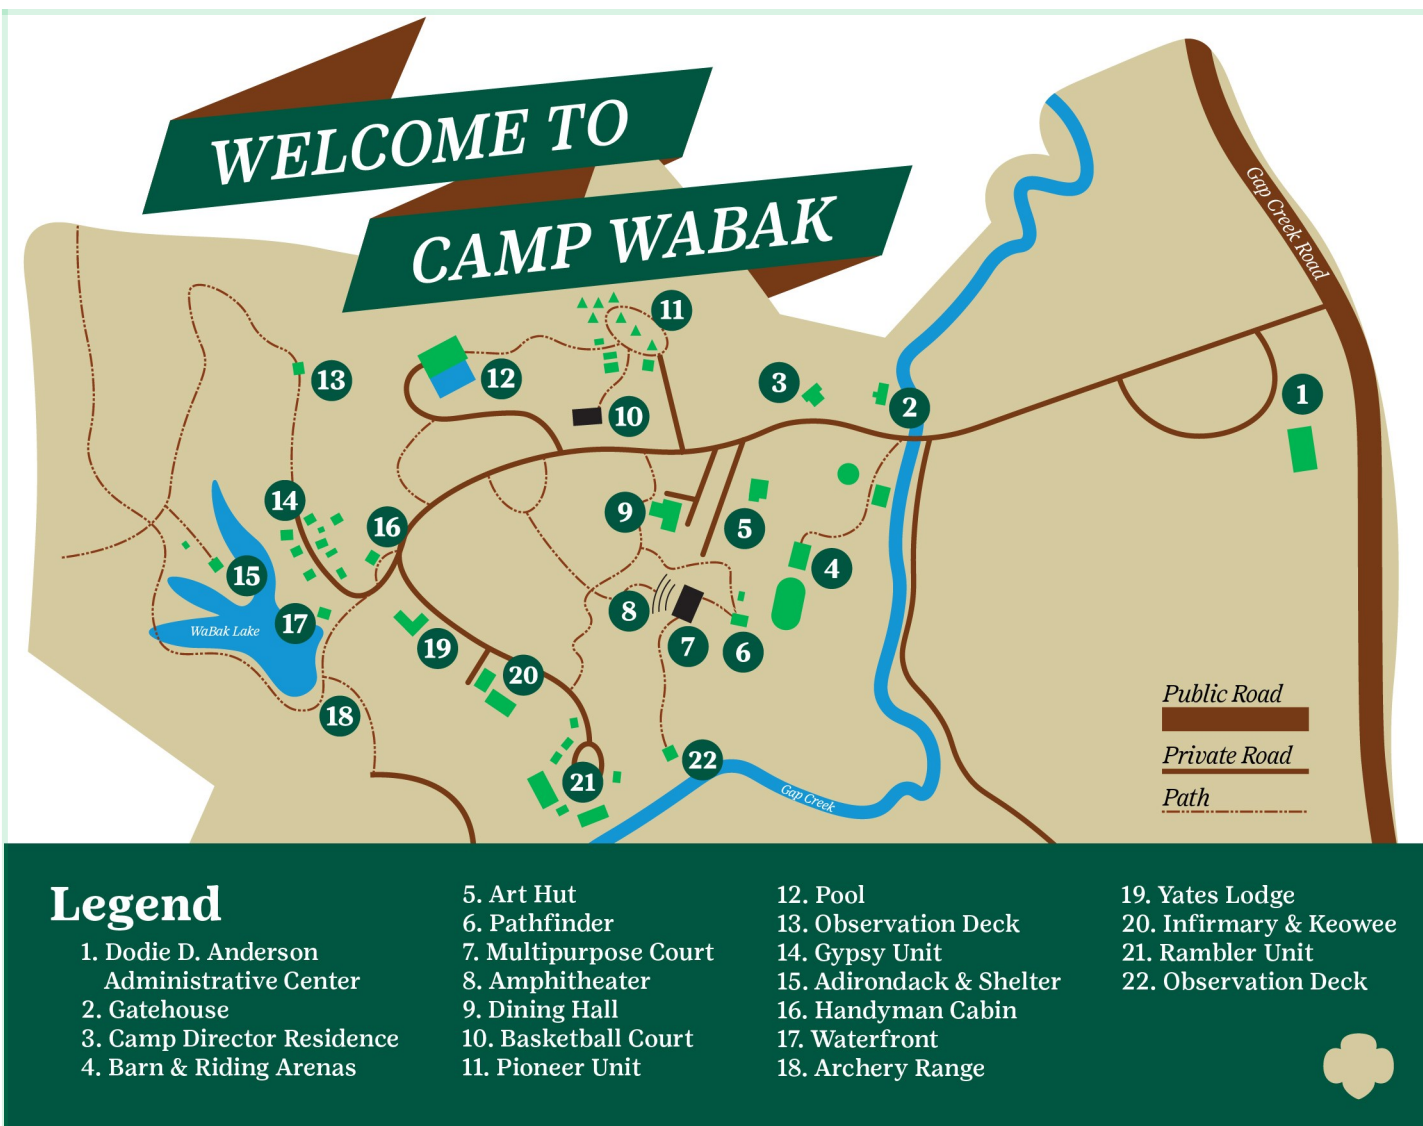 WELCOME TO
CAMP WABAK
Gap Creek Road
11
12
13
3
1
2
10
14
16
9
5
15
4
8
17
WaBak Lake
7
6
19
20
18
22
21
Gap Creek
Public Road
Private Road
Path
Legend
1. Dodie D. Anderson
Administrative Center
2. Gatehouse
3. Camp Director Residence
4. Barn & Riding Arenas
5. Art Hut
6. Pathfinder
7. Multipurpose Court
8. Amphitheater
9. Dining Hall
10. Basketball Court
11. Pioneer Unit
12. Pool
13. Observation Deck
14. Gypsy Unit
15. Adirondack & Shelter
16. Handyman Cabin
17. Waterfront
18. Archery Range
19. Yates Lodge
20. Infirmary & Keowee
21. Rambler Unit
22. Observation Deck